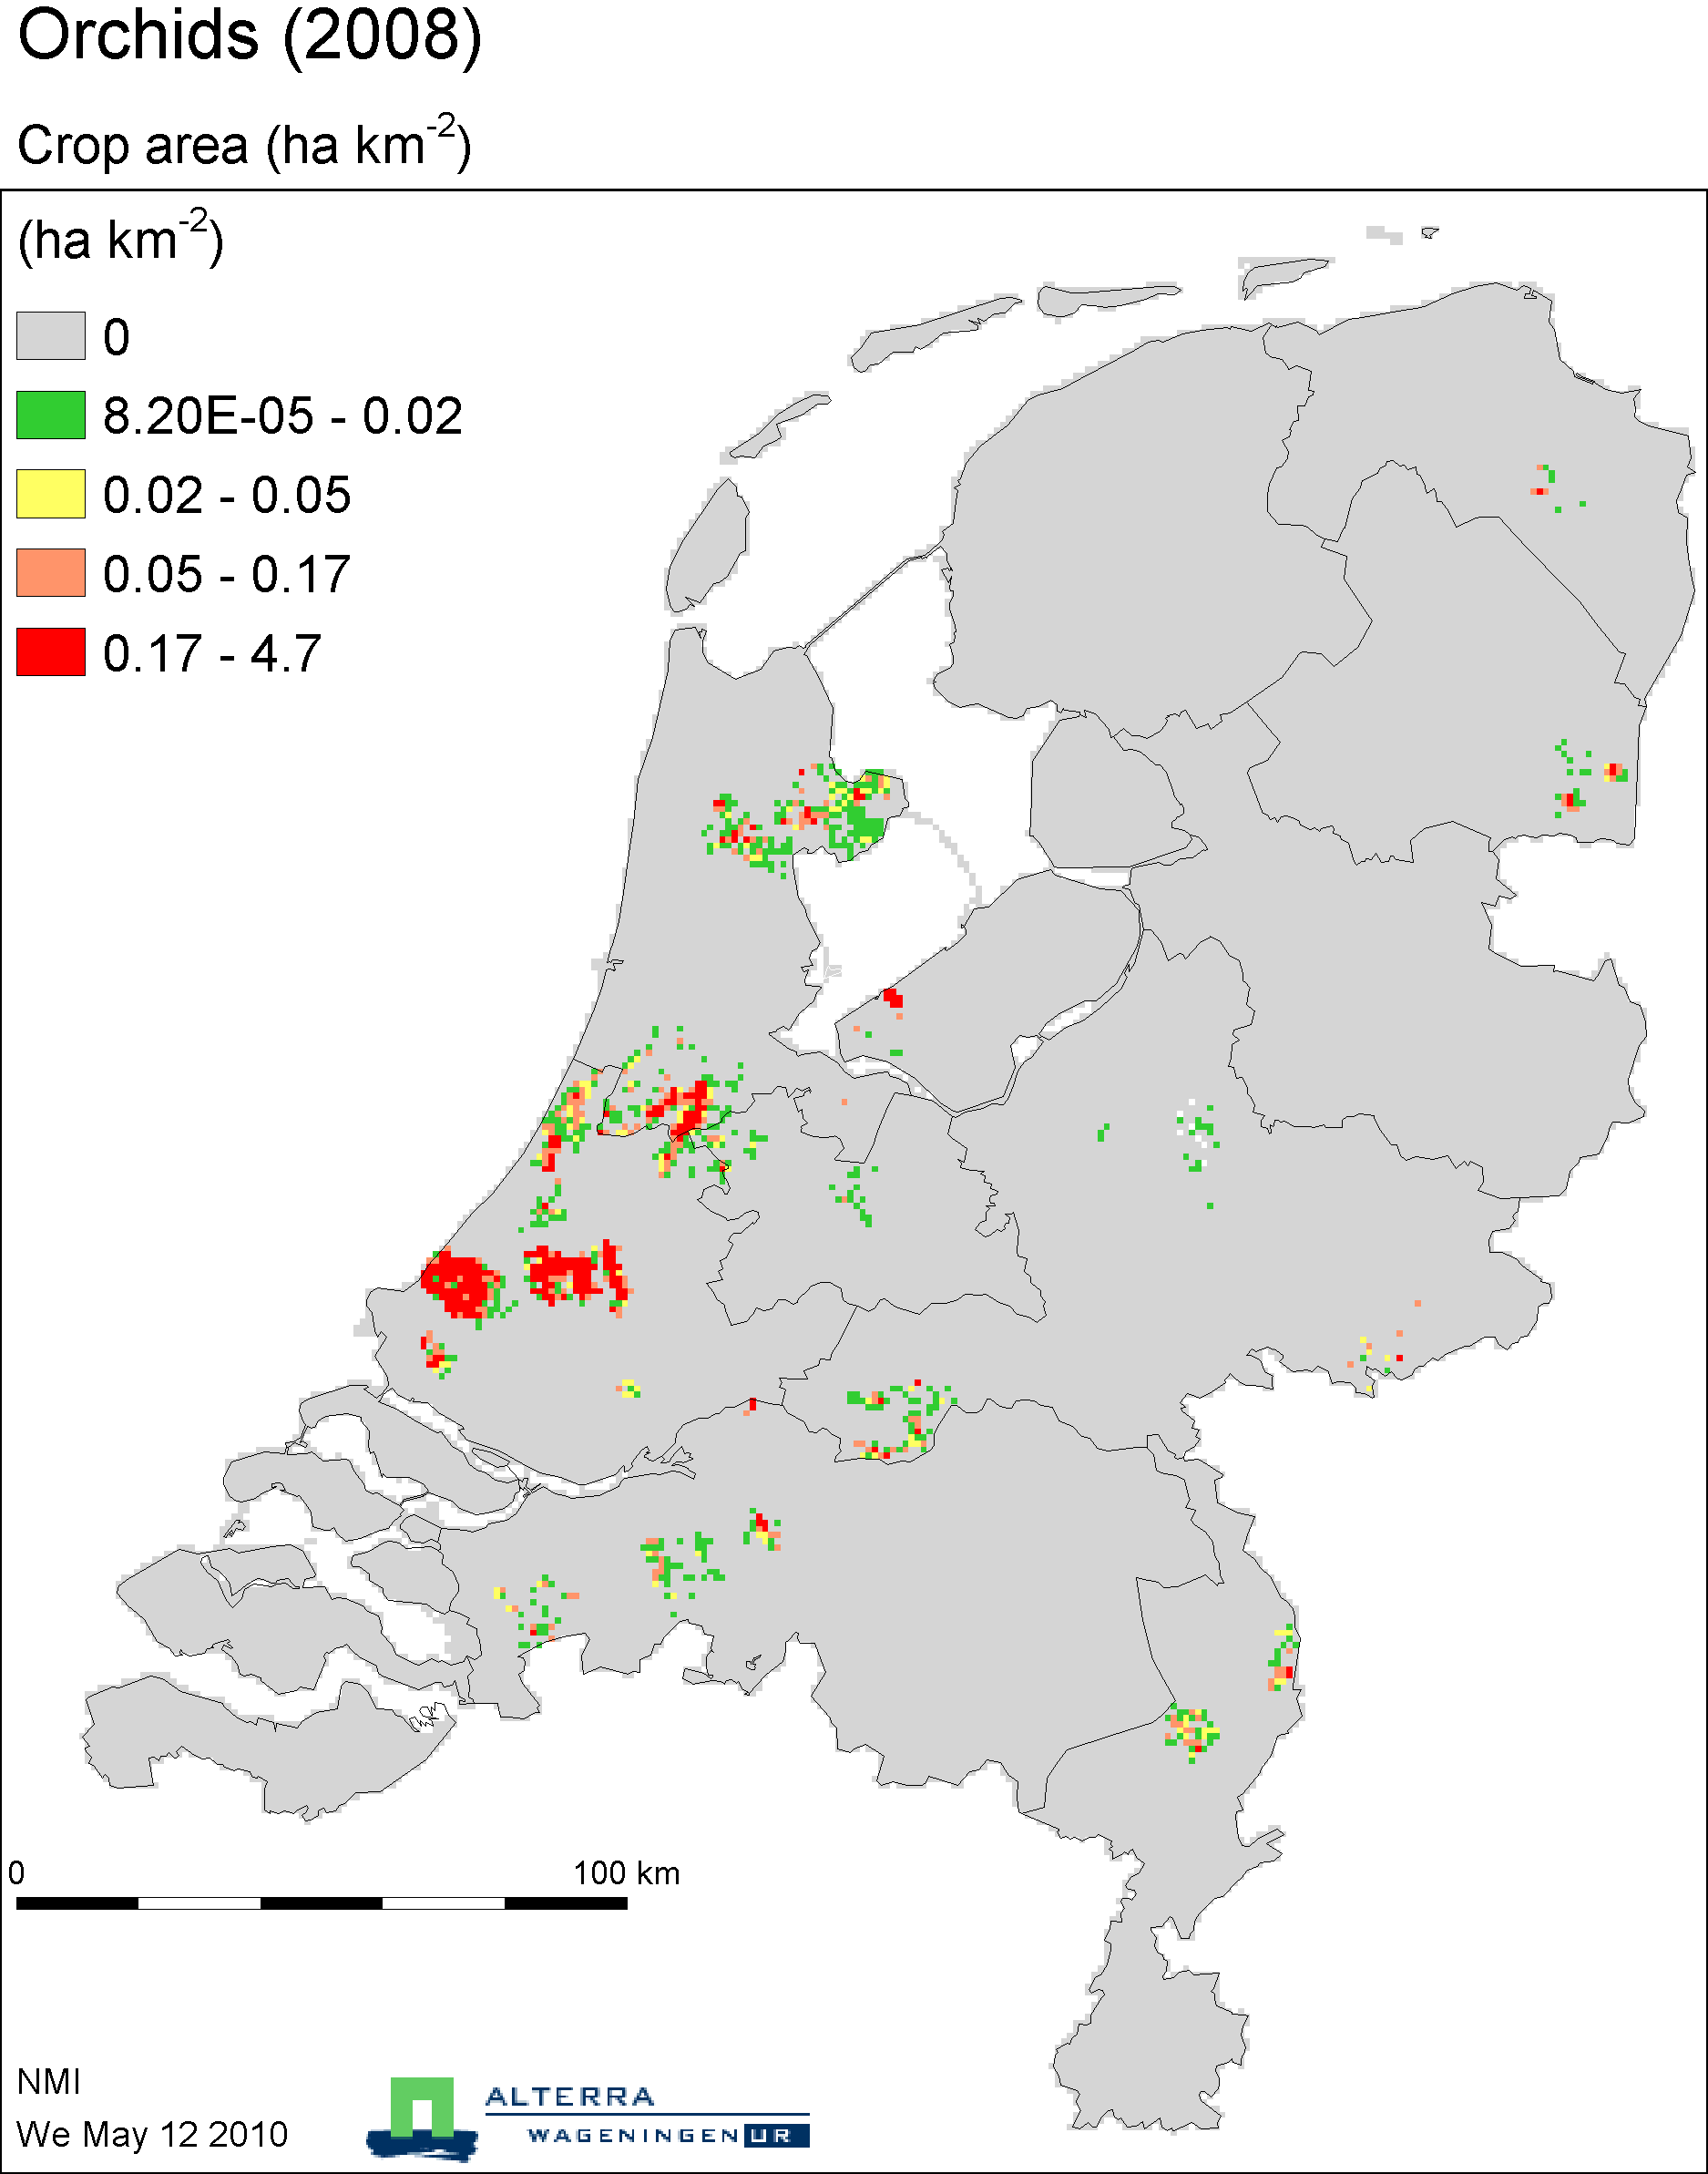 Orchids (2008)
Crop area (ha km-2)
(ha km-2)
0
8.20E-05 - 0.02
0.02 - 0.05
0.05 - 0.17
0.17 - 4.7
0 100 km
NMI
We May 12 2010
ALTERRA
WAGENINGEN UR